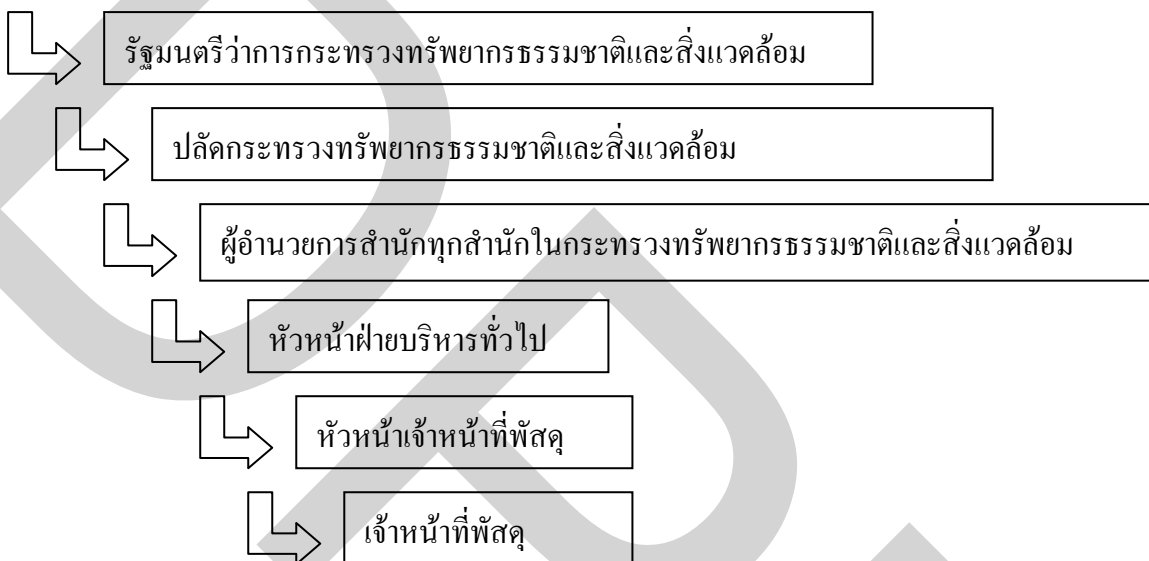 รัฐมนตรีว่าการกระทรวงทรัพยากรธรรมชาติและสิ่งแวดล้อม
ปลัดกระทรวงทรัพยากรธรรมชาติและสิ่งแวดล้อม
ผู้อำนวยการสำนักทุกสำนักในกระทรวงทรัพยากรธรรมชาติและสิ่งแวดล้อม
หัวหน้าฝ่ายบริหารทั่วไป
หัวหน้าเจ้าหน้าที่พัสดุ
เจ้าหน้าที่พัสดุ